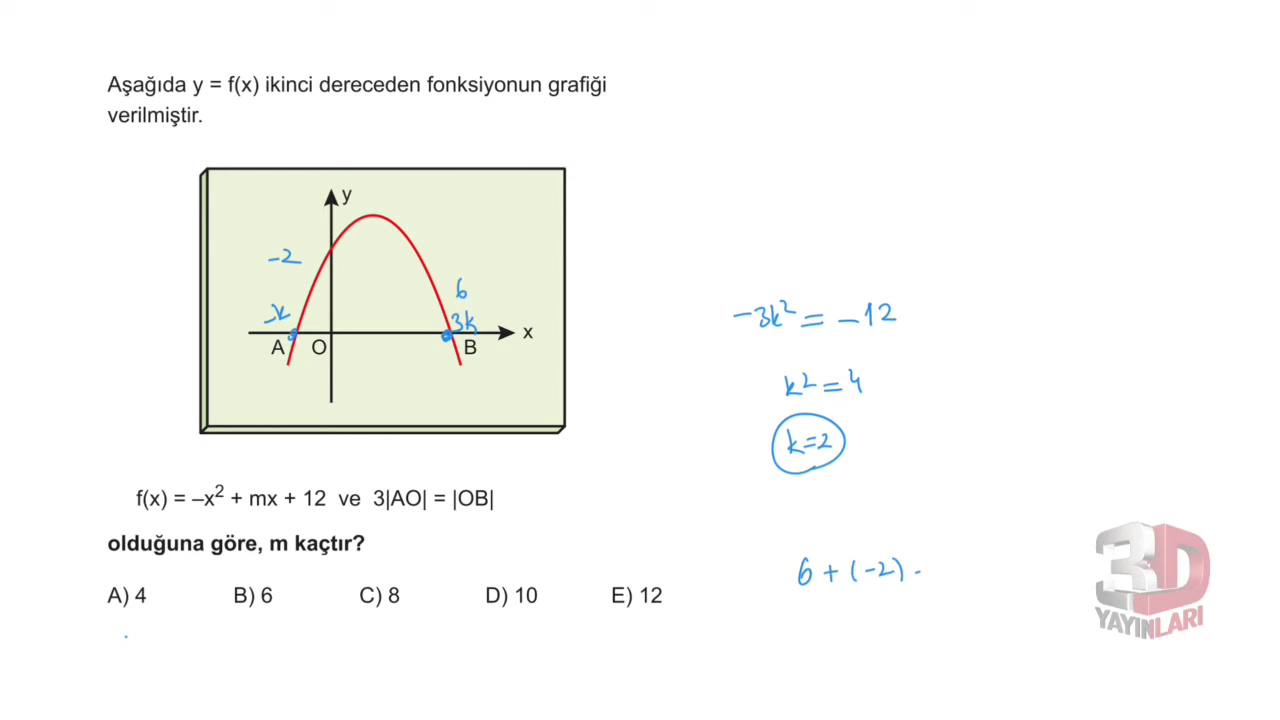 Aşağıda y = f(x) ikinci dereceden fonksiyonun grafiği
verilmiştir.
y
-2
6
-k
3k
x
A
O
B
-3k² = -12
k² = 4
k=2
f(x) = –x² + mx + 12 ve 3|AO| = |OB|
olduğuna göre, m kaçtır?
6 + (-2)
A) 4
B) 6
C) 8
D) 10
E) 12
3D
YAYINLARI